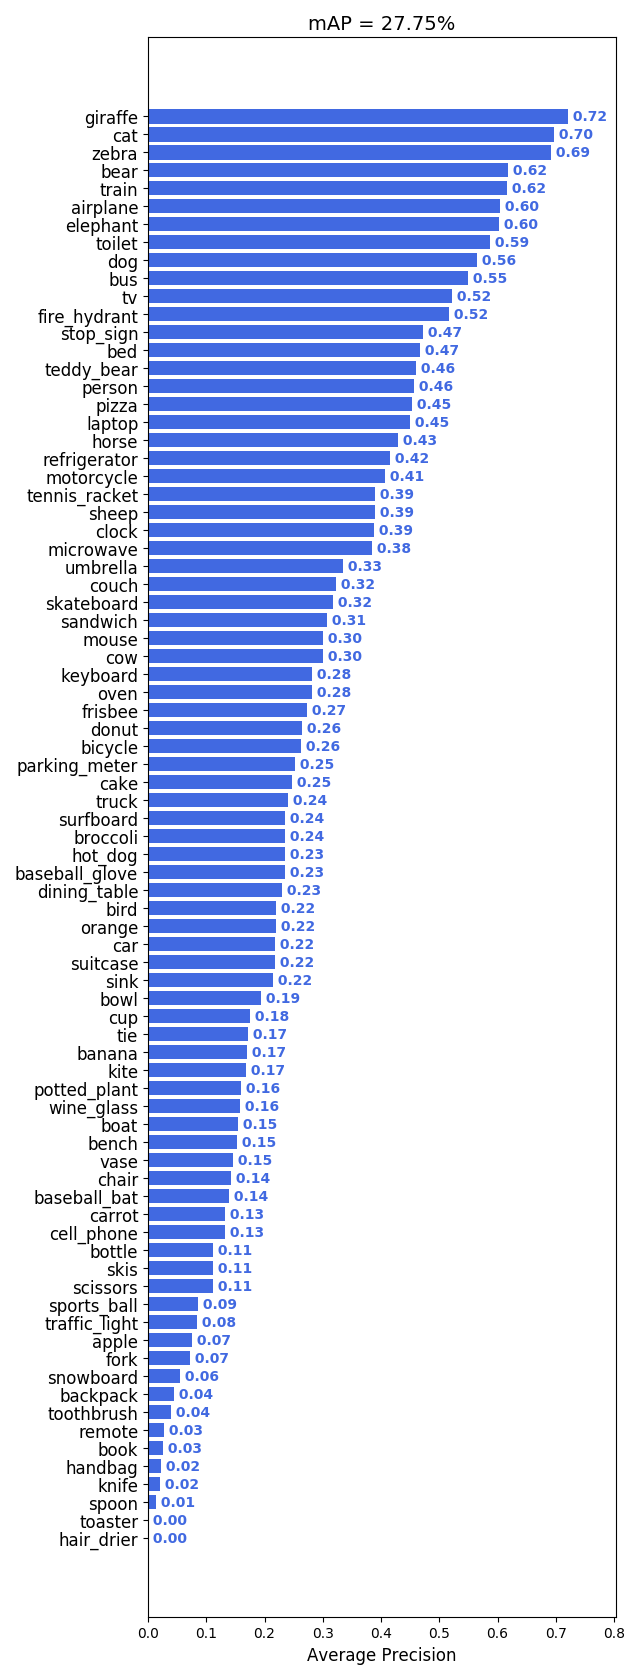 mAP = 27.75%
giraffe 0.72
cat 0.70
zebra 0.69
bear 0.62
train 0.62
airplane 0.60
elephant 0.60
toilet 0.59
dog 0.56
bus 0.55
tv 0.52
fire_hydrant 0.52
stop_sign 0.47
bed 0.47
teddy_bear 0.46
person 0.46
pizza 0.45
laptop 0.45
horse 0.43
refrigerator 0.42
motorcycle 0.41
tennis_racket 0.39
sheep 0.39
clock 0.39
microwave 0.38
umbrella 0.33
couch 0.32
skateboard 0.32
sandwich 0.31
mouse 0.30
cow 0.30
keyboard 0.28
oven 0.28
frisbee 0.27
donut 0.26
bicycle 0.26
parking_meter 0.25
cake 0.25
truck 0.24
surfboard 0.24
broccoli 0.24
hot_dog 0.23
baseball_glove 0.23
dining_table 0.23
bird 0.22
orange 0.22
car 0.22
suitcase 0.22
sink 0.22
bowl 0.19
cup 0.18
tie 0.17
banana 0.17
kite 0.17
potted_plant 0.16
wine_glass 0.16
boat 0.15
bench 0.15
vase 0.15
chair 0.14
baseball_bat 0.14
carrot 0.13
cell_phone 0.13
bottle 0.11
skis 0.11
scissors 0.11
sports_ball 0.09
traffic_light 0.08
apple 0.07
fork 0.07
snowboard 0.06
backpack 0.04
toothbrush 0.04
remote 0.03
book 0.03
handbag 0.02
knife 0.02
spoon 0.01
toaster 0.00
hair_drier 0.00
0.0 0.1 0.2 0.3 0.4 0.5 0.6 0.7 0.8
Average Precision